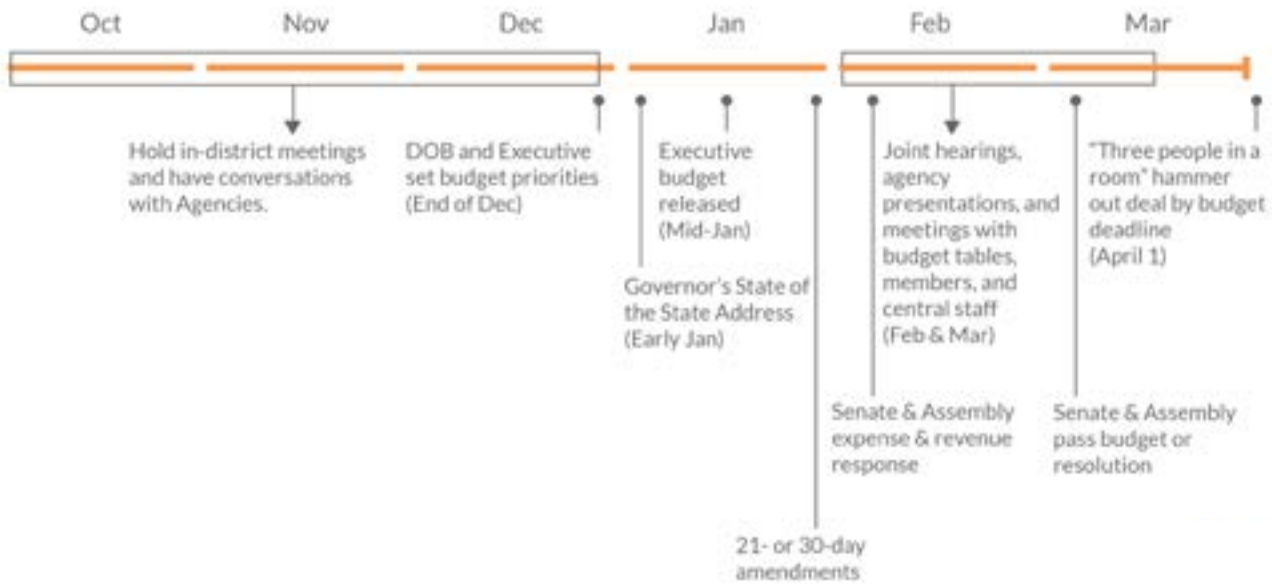 Oct Nov Dec Jan Feb Mar
Hold in-district meetings
and have conversations
with Agencies.
DOB and Executive
set budget priorities
(End of Dec)
Executive
budget
released
(Mid-Jan)
Joint hearings,
agency
presentations, and
meetings with
budget tables,
members, and
central staff
(Feb & Mar)
"Three people in a
room" hammer
out deal by budget
deadline
(April 1)
Governor's State of
the State Address
(Early Jan)
Senate & Assembly
expense & revenue
response
Senate & Assembly
pass budget or
resolution
21- or 30-day
amendments